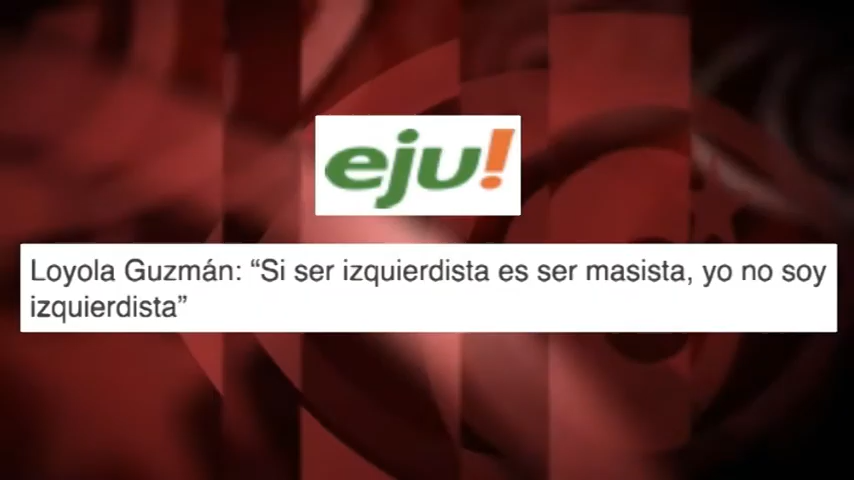 eju!
Loyola Guzmán: “Si ser izquierdista es ser masista, yo no soy
izquierdista”